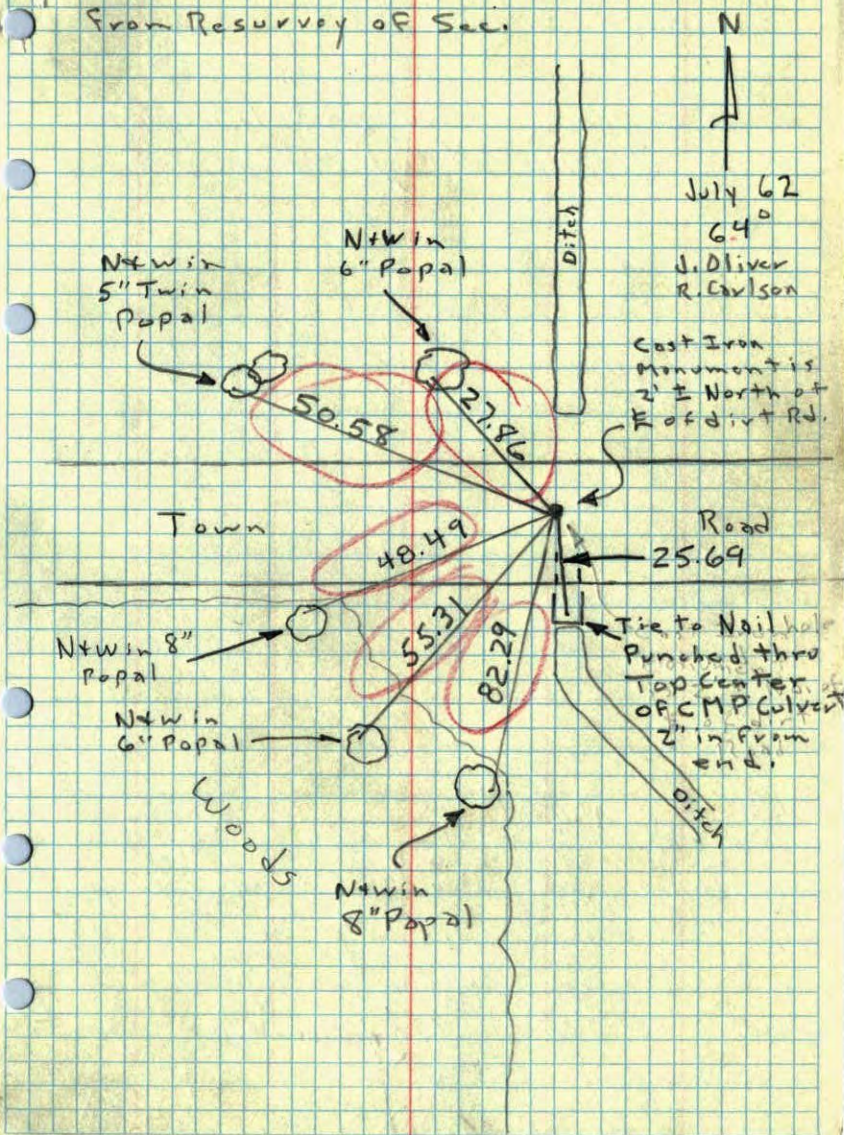 From Resurvey of Sec.
N
July 62
64°
J. Oliver
R. Carlson
Ditch
N+W in
6" Popal
N+W in
5" Twin
Popal
Cast Iron
Monument is
2' ± North of
℄ of dirt Rd.
50.58
27.86
Town
Road
48.49
25.69
55.31
82.29
N+W in 8"
Popal
Tie to Nail hole
Punched thru
Top Center
of CMP Culvert
2" in from
end.
N+W in
6" Popal
Woods
Ditch
N+W in
8" Popal